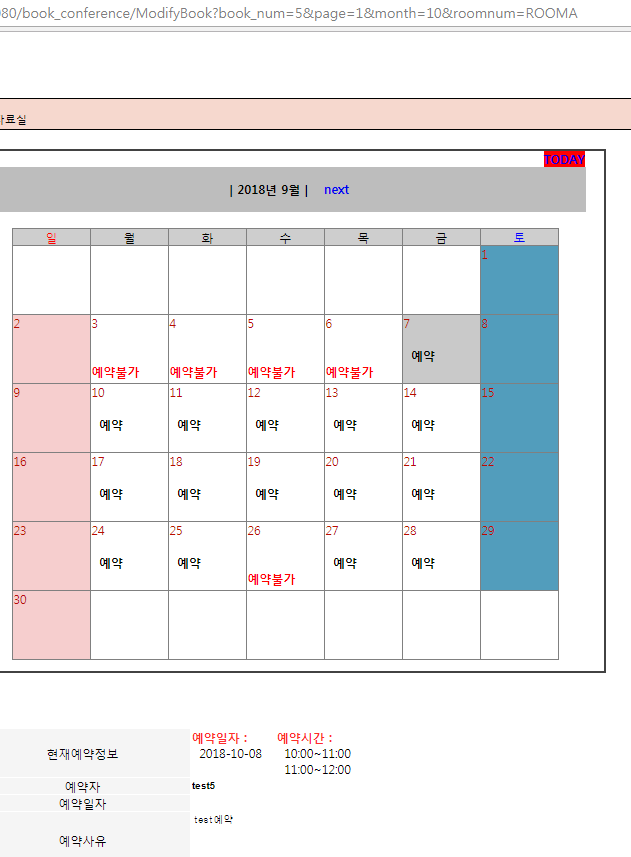 080/book_conference/ModifyBook?book_num=5&page=1&month=10&roomnum=ROOMA
자료실
TODAY
| 2018년 9월 | next
일 월 화 수 목 금 토
1
2 3 4 5 6 7 8
예약
예약불가 예약불가 예약불가 예약불가
9 10 11 12 13 14 15
예약 예약 예약 예약 예약
16 17 18 19 20 21 22
예약 예약 예약 예약 예약
23 24 25 26 27 28 29
예약 예약 예약 예약
예약불가
30
예약일자 : 예약시간 :
현재예약정보 2018-10-08 10:00~11:00
11:00~12:00
예약자 test5
예약일자
test예약
예약사유